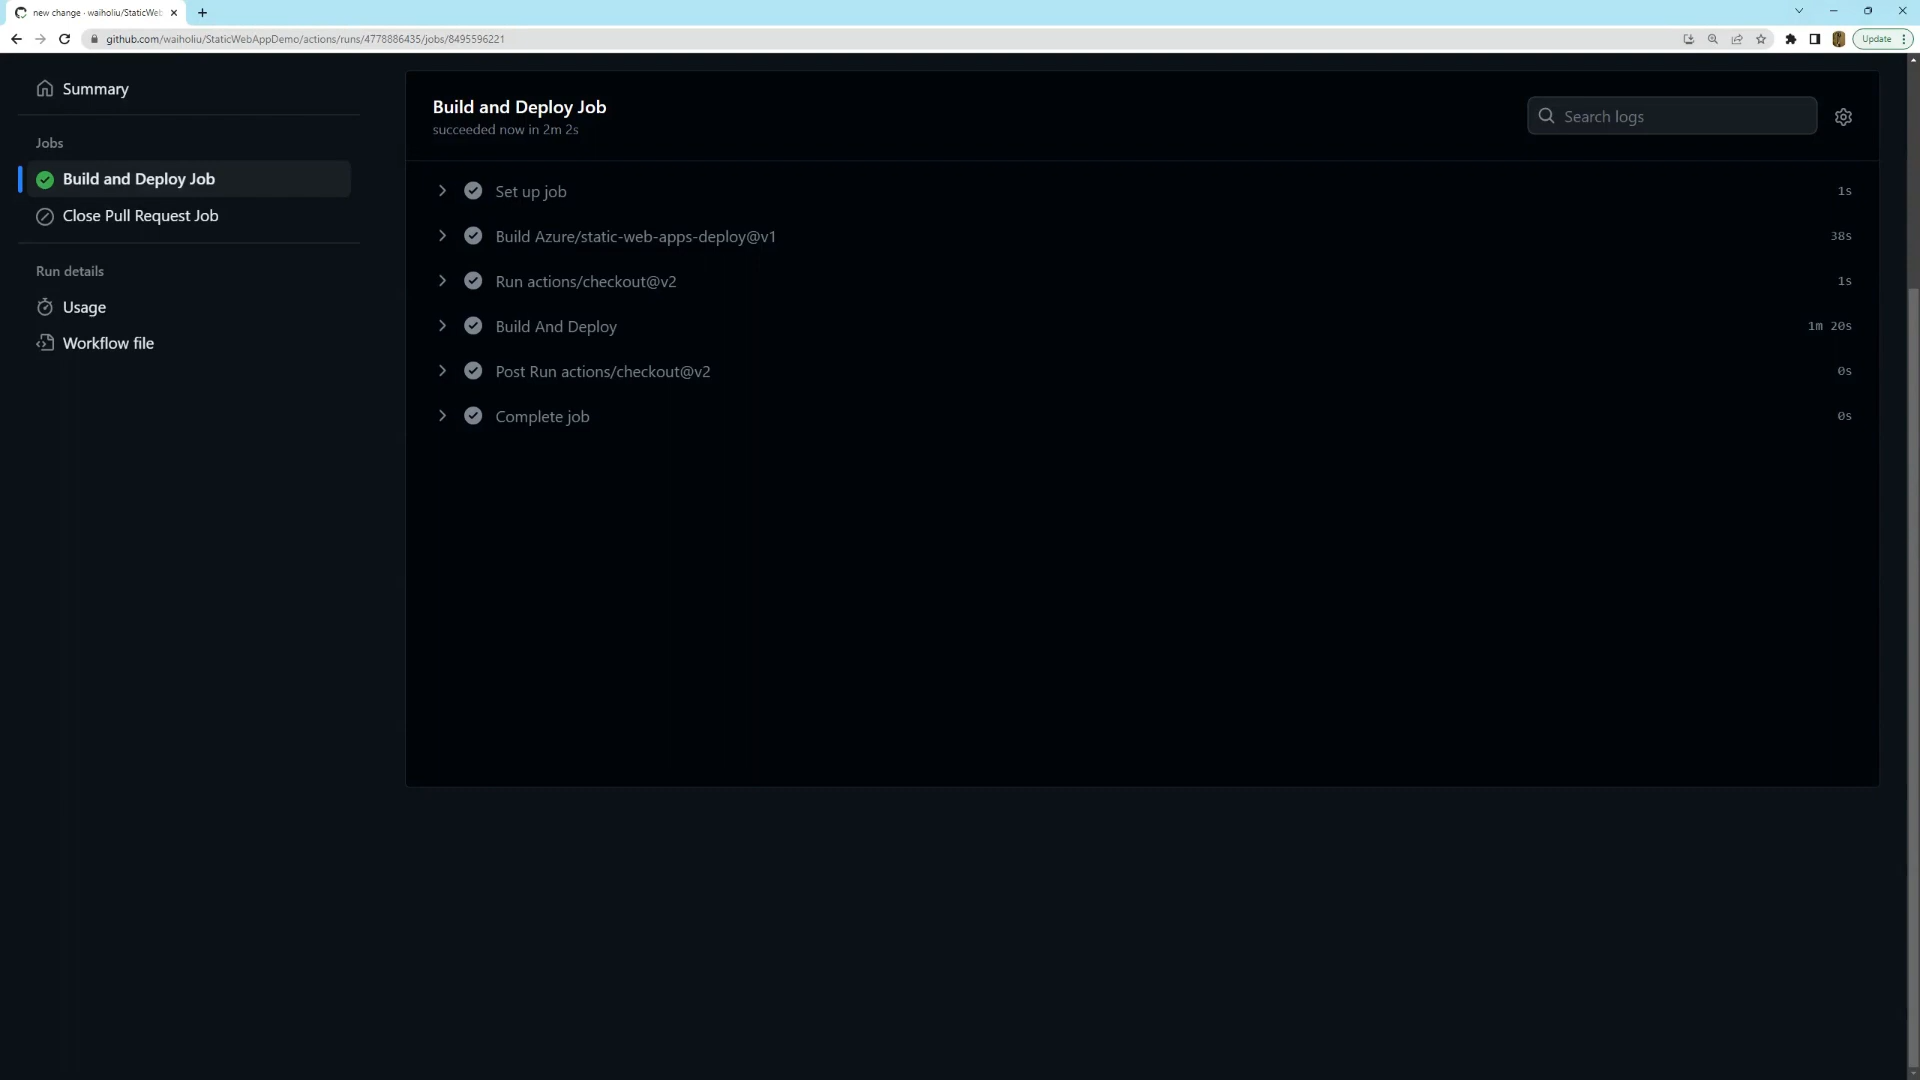 new change · waiholiu/StaticWeb
github.com/waiholiu/StaticWebAppDemo/actions/runs/4778886435/jobs/8495596221
Update
Summary
Jobs
Build and Deploy Job
Close Pull Request Job
Run details
Usage
Workflow file
Build and Deploy Job
succeeded now in 2m 2s
Search logs
Set up job 1s
Build Azure/static-web-apps-deploy@v1 38s
Run actions/checkout@v2 1s
Build And Deploy 1m 20s
Post Run actions/checkout@v2 0s
Complete job 0s